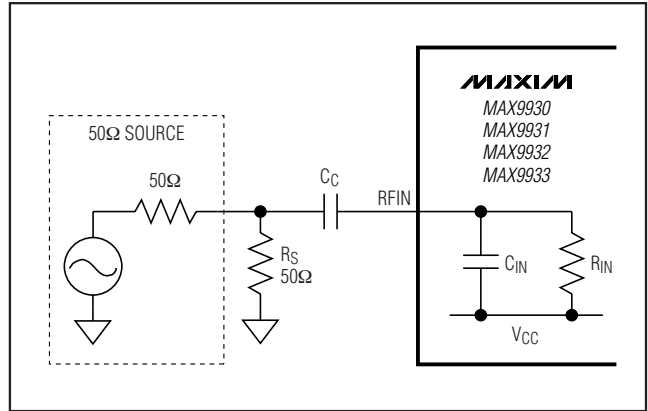 MAXIM
MAX9930
MAX9931
MAX9932
MAX9933
50Ω SOURCE
50Ω
CC
RFIN
RS
50Ω
CIN
RIN
VCC